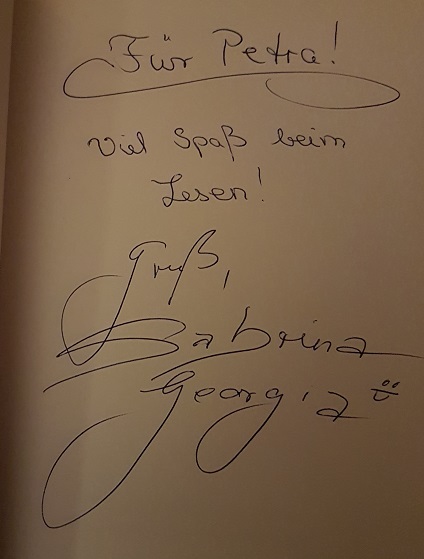 Für Petra!
Viel Spaß beim
Lesen!
Gruß,
Sabrina
Georgia